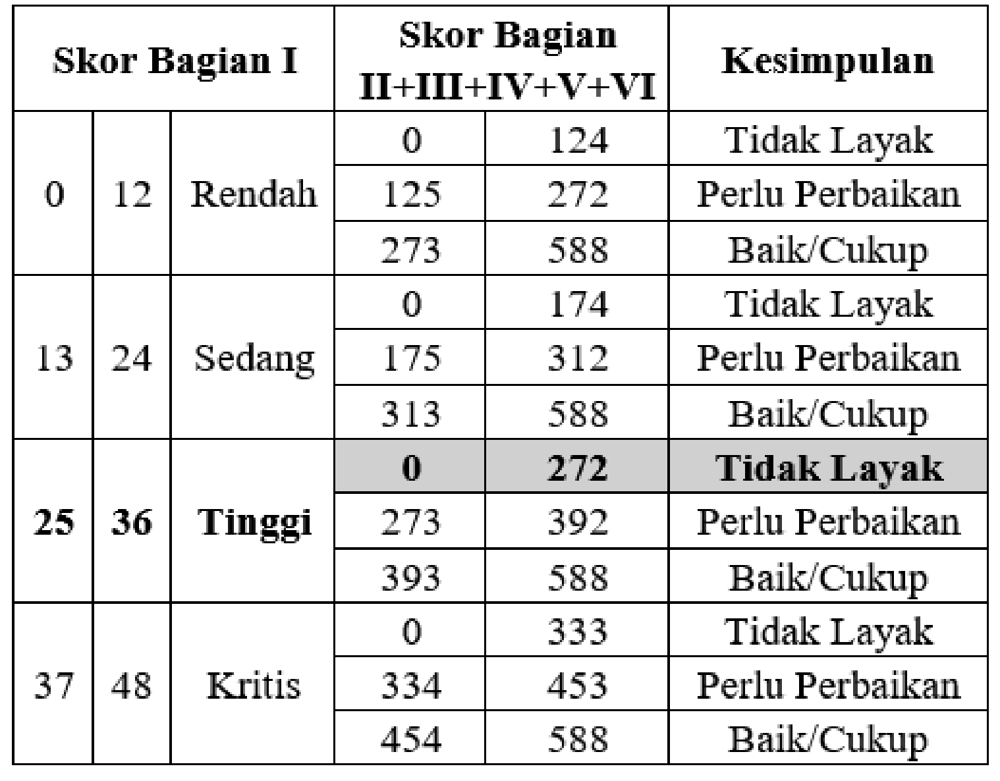 Skor Bagian I
Skor Bagian
II+III+IV+V+VI
Kesimpulan
0 12 Rendah
0 124 Tidak Layak
125 272 Perlu Perbaikan
273 588 Baik/Cukup
13 24 Sedang
0 174 Tidak Layak
175 312 Perlu Perbaikan
313 588 Baik/Cukup
25 36 Tinggi
0 272 Tidak Layak
273 392 Perlu Perbaikan
393 588 Baik/Cukup
37 48 Kritis
0 333 Tidak Layak
334 453 Perlu Perbaikan
454 588 Baik/Cukup